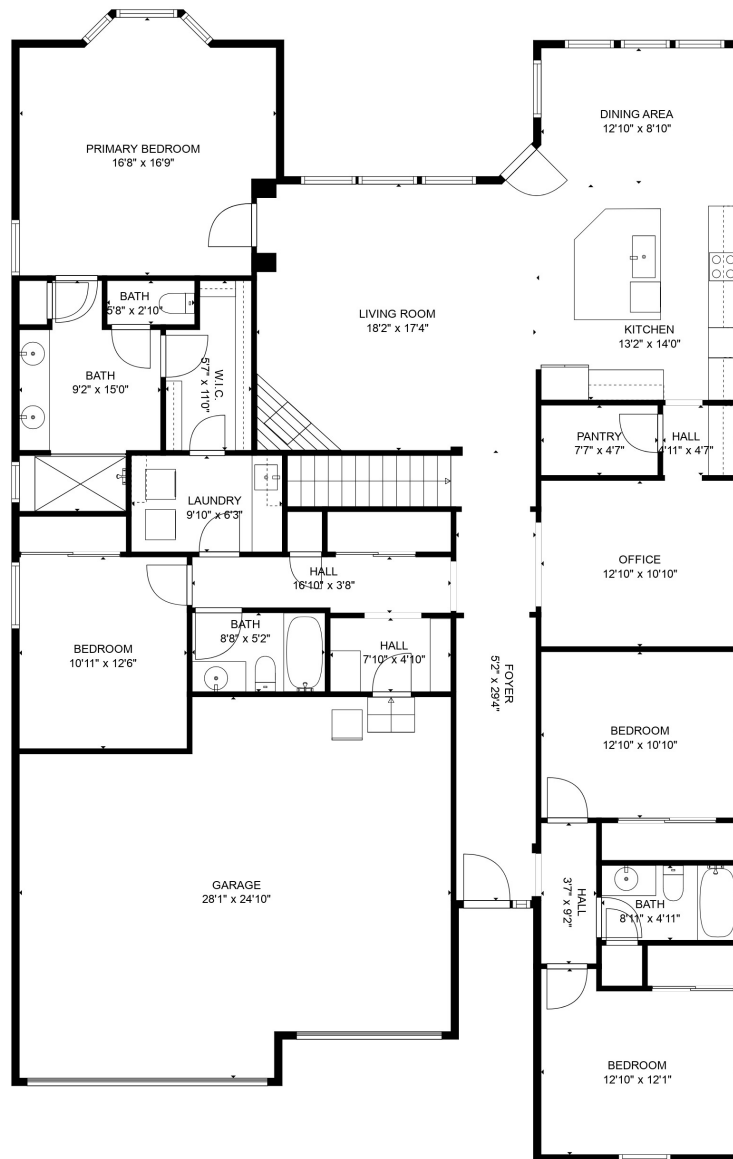 PRIMARY BEDROOM
16'8" x 16'9"
DINING AREA
12'10" x 8'10"
BATH
5'8" x 2'10"
LIVING ROOM
18'2" x 17'4"
KITCHEN
13'2" x 14'0"
BATH
9'2" x 15'0"
W.I.C.
5'7" x 11'0"
PANTRY
7'7" x 4'7"
HALL
4'11" x 4'7"
LAUNDRY
9'10" x 6'3"
OFFICE
12'10" x 10'10"
HALL
16'10" x 3'8"
BATH
8'8" x 5'2"
HALL
7'10" x 4'10"
BEDROOM
10'11" x 12'6"
FOYER
5'2" x 29'4"
BEDROOM
12'10" x 10'10"
GARAGE
28'1" x 24'10"
HALL
3'7" x 9'2"
BATH
8'11" x 4'11"
BEDROOM
12'10" x 12'1"